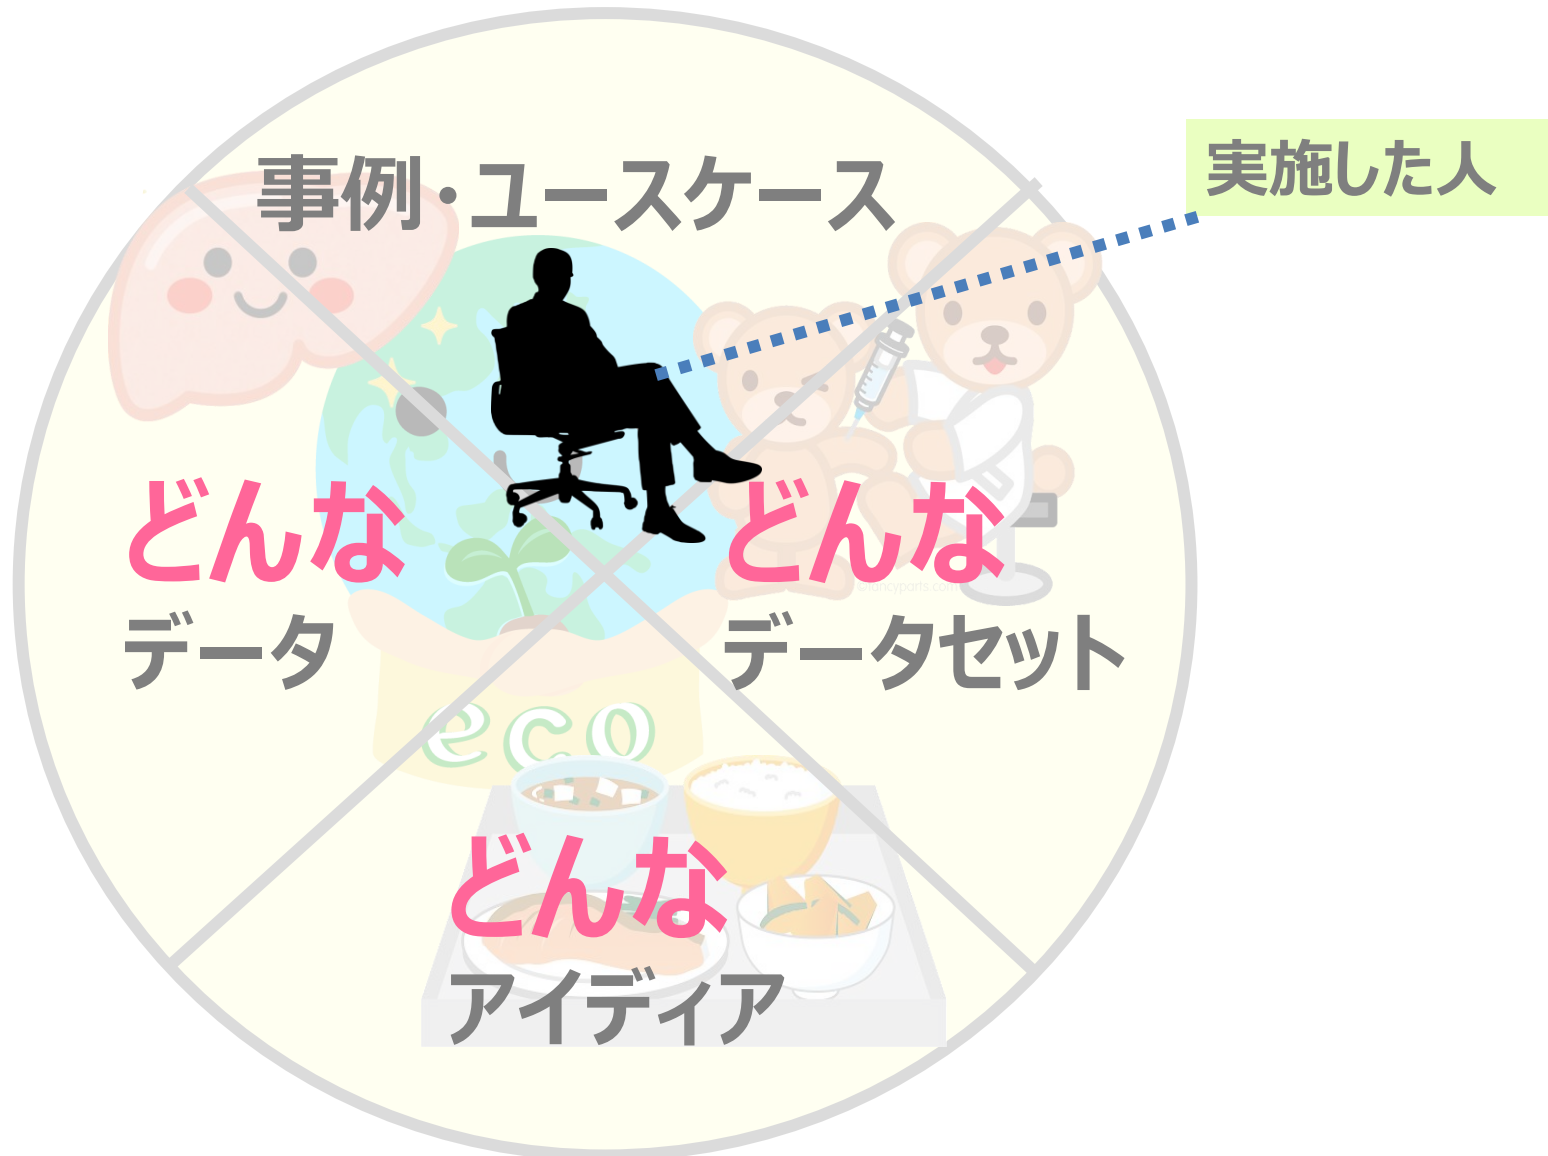 事例・ユースケース
実施した人
どんな
データ
どんな
データセット
eco
どんな
アイディア